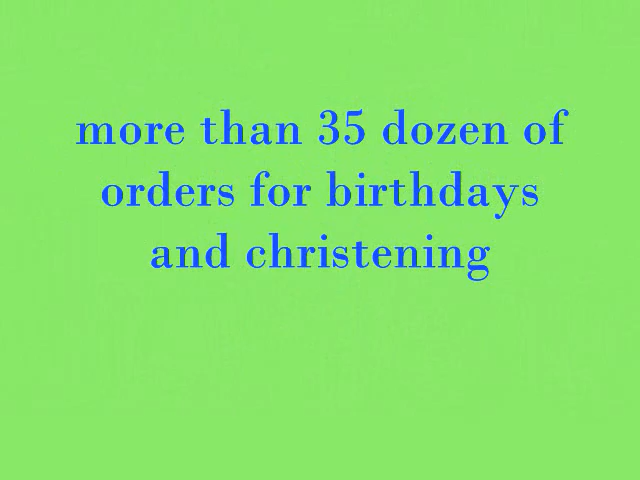 more than 35 dozen of
orders for birthdays
and christening